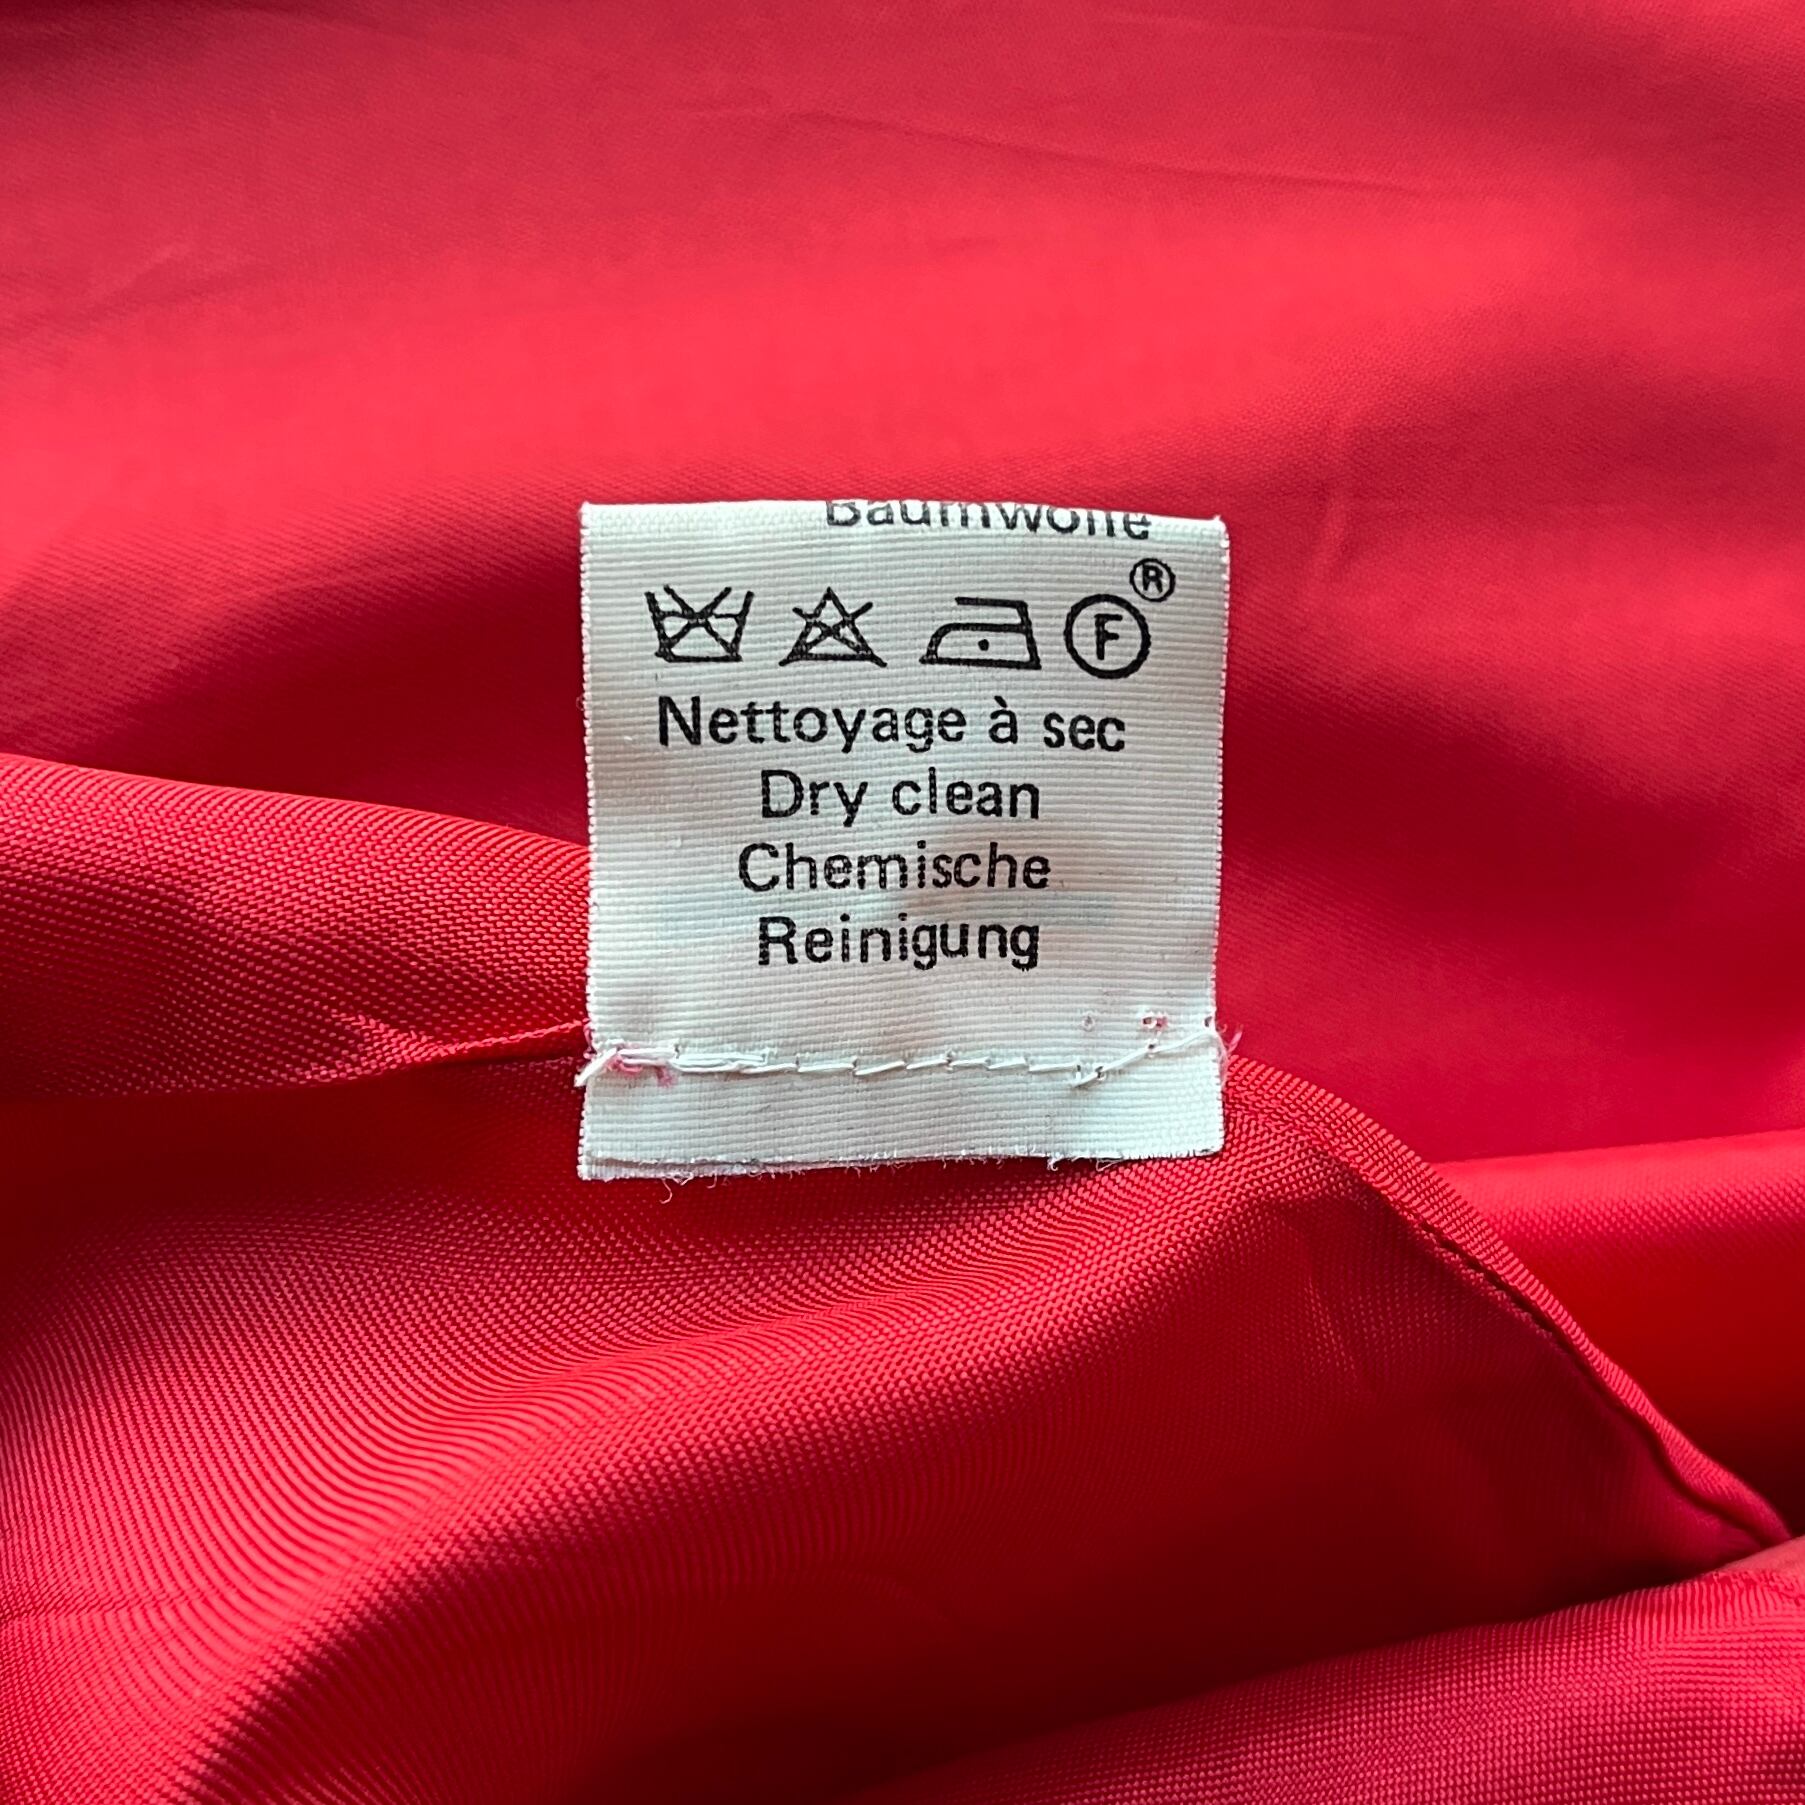 Baumwolle
®
F
Nettoyage à sec
Dry clean
Chemische
Reinigung